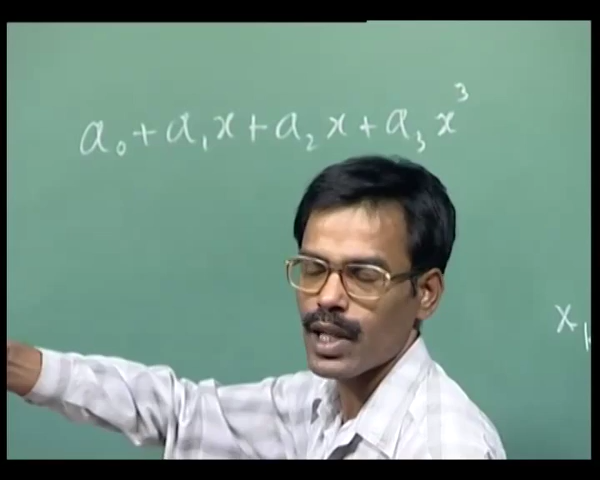 a₀ + a₁x + a₂x + a₃x³
x